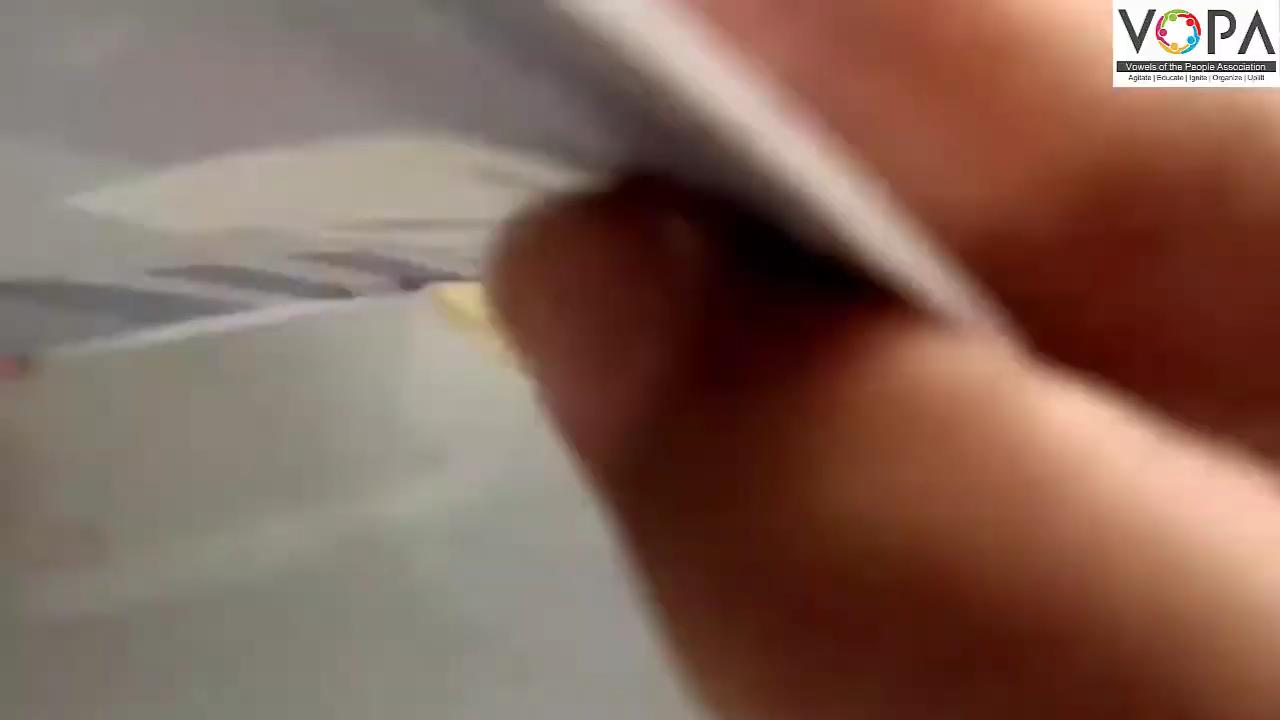 VOPA
Vowels of the People Association
Agitate | Educate | Ignite | Organize | Uplift